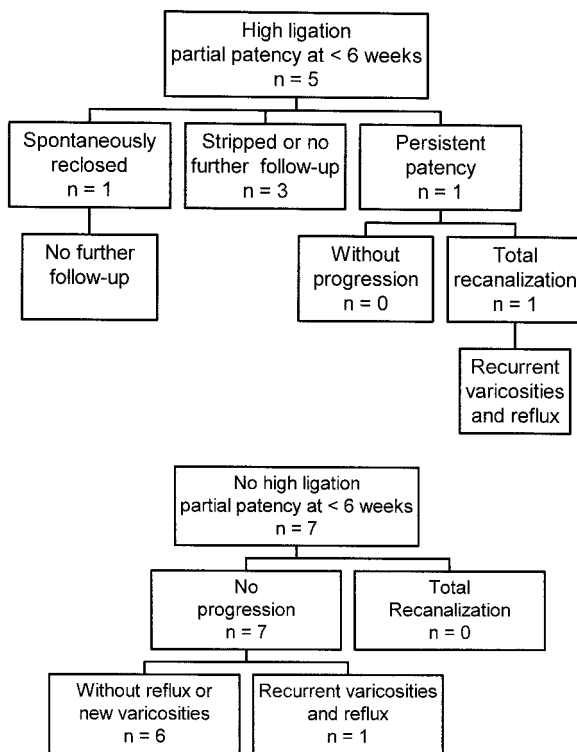 High ligation
partial patency at < 6 weeks
n = 5
Spontaneously
reclosed
n = 1
Stripped or no
further follow-up
n = 3
Persistent
patency
n = 1
No further
follow-up
Without
progression
n = 0
Total
recanalization
n = 1
Recurrent
varicosities
and reflux
No high ligation
partial patency at < 6 weeks
n = 7
No
progression
n = 7
Total
Recanalization
n = 0
Without reflux or
new varicosities
n = 6
Recurrent varicosities
and reflux
n = 1